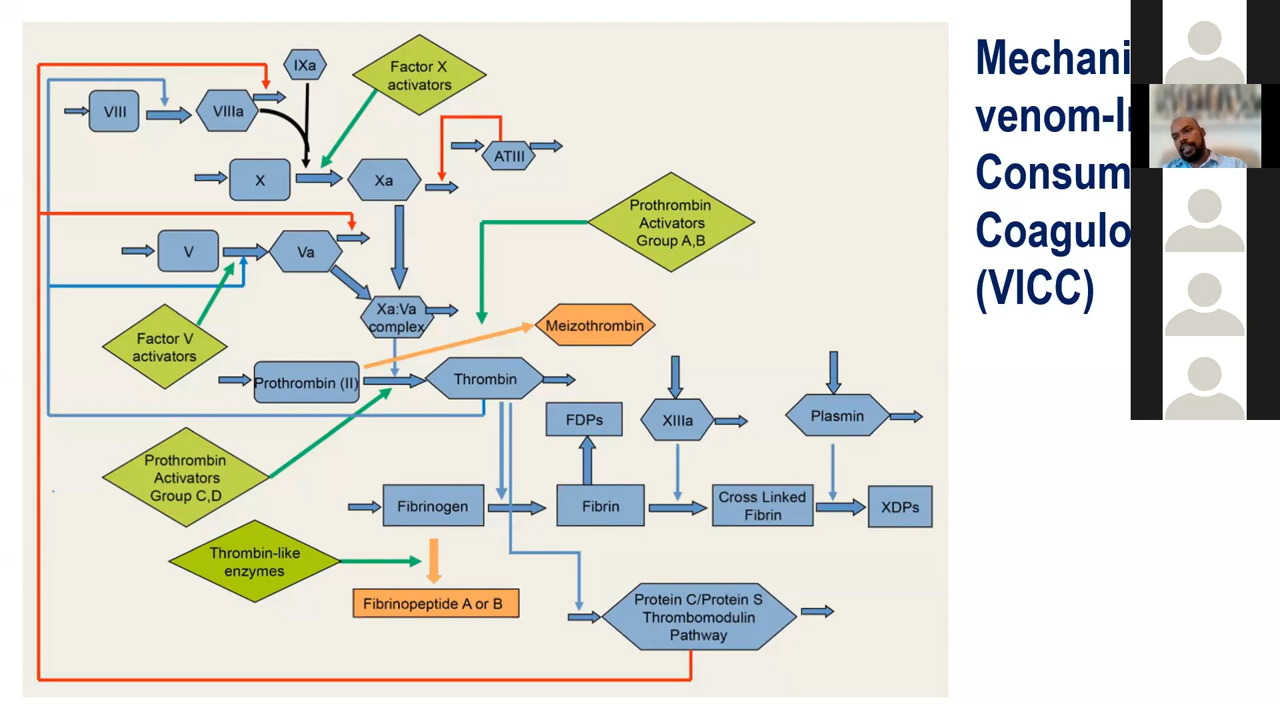 IXa
Factor X
activators
VIII
VIIIa
ATIII
X
Xa
Prothrombin
Activators
Group A,B
V
Va
Xa:Va
complex
Meizothrombin
Factor V
activators
Prothrombin (II)
Thrombin
FDPs
XIIIa
Plasmin
Prothrombin
Activators
Group C,D
Fibrinogen
Fibrin
Cross Linked
Fibrin
XDPs
Thrombin-like
enzymes
Fibrinopeptide A or B
Protein C/Protein S
Thrombomodulin
Pathway
Mechani
venom-I
Consum
Coagulo
(VICC)